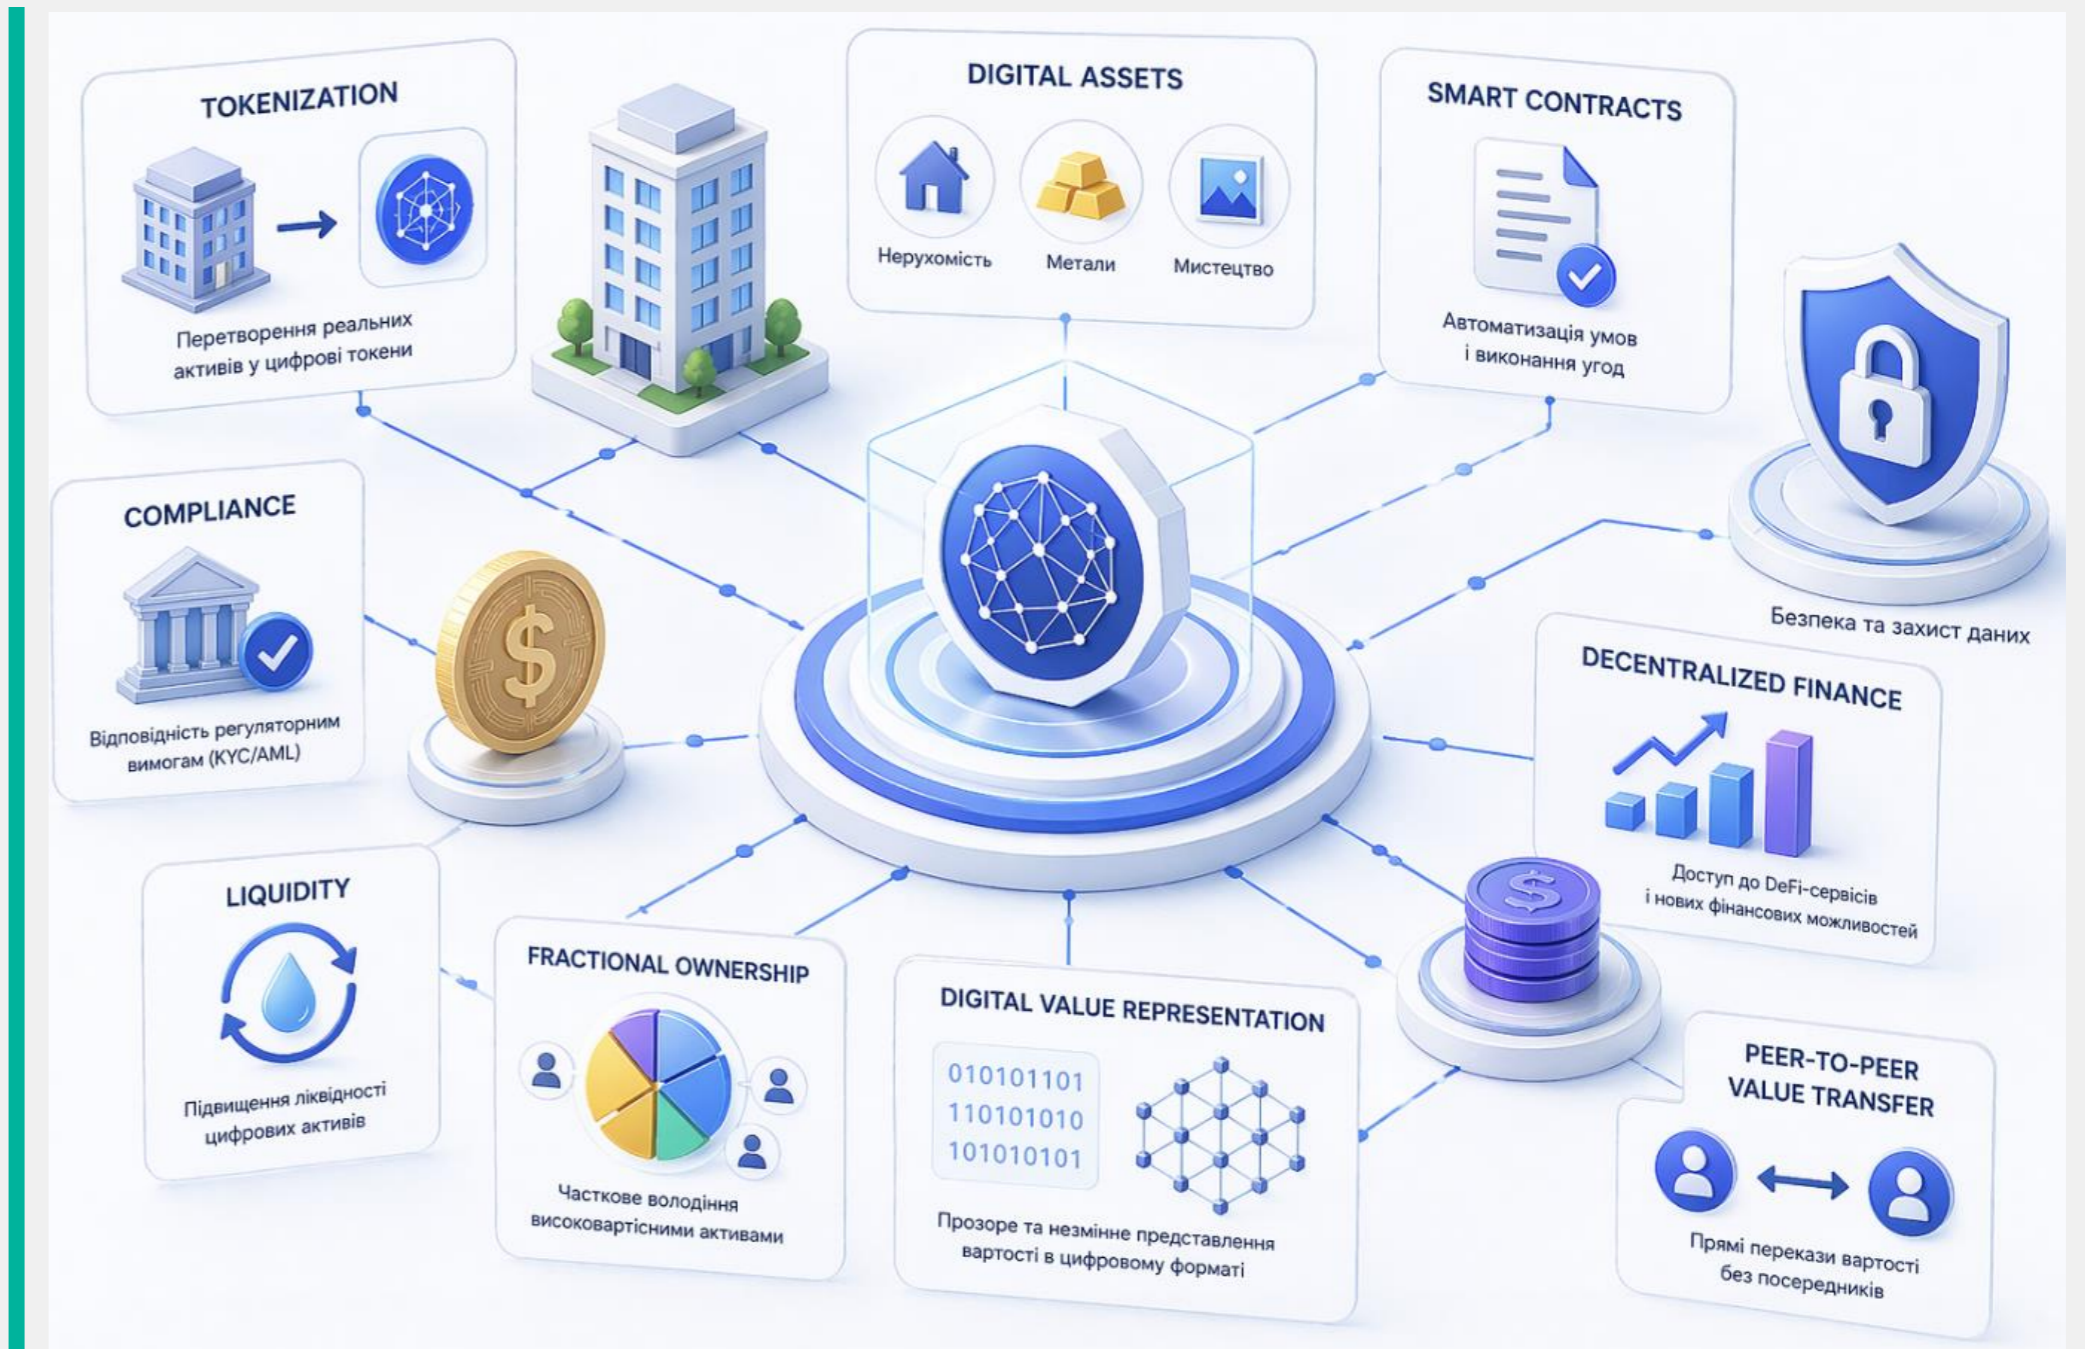 TOKENIZATION
Перетворення реальних
активів у цифрові токени
DIGITAL ASSETS
Нерухомість
Метали
Мистецтво
SMART CONTRACTS
Автоматизація умов
і виконання угод
Безпека та захист даних
COMPLIANCE
Відповідність регуляторним
вимогам (KYC/AML)
$
DECENTRALIZED FINANCE
Доступ до DeFi-сервісів
і нових фінансових можливостей
$
LIQUIDITY
Підвищення ліквідності
цифрових активів
FRACTIONAL OWNERSHIP
Часткове володіння
високовартісними активами
DIGITAL VALUE REPRESENTATION
010101101
110101010
101010101
Прозоре та незмінне представлення
вартості в цифровому форматі
PEER-TO-PEER
VALUE TRANSFER
Прямі перекази вартості
без посередників